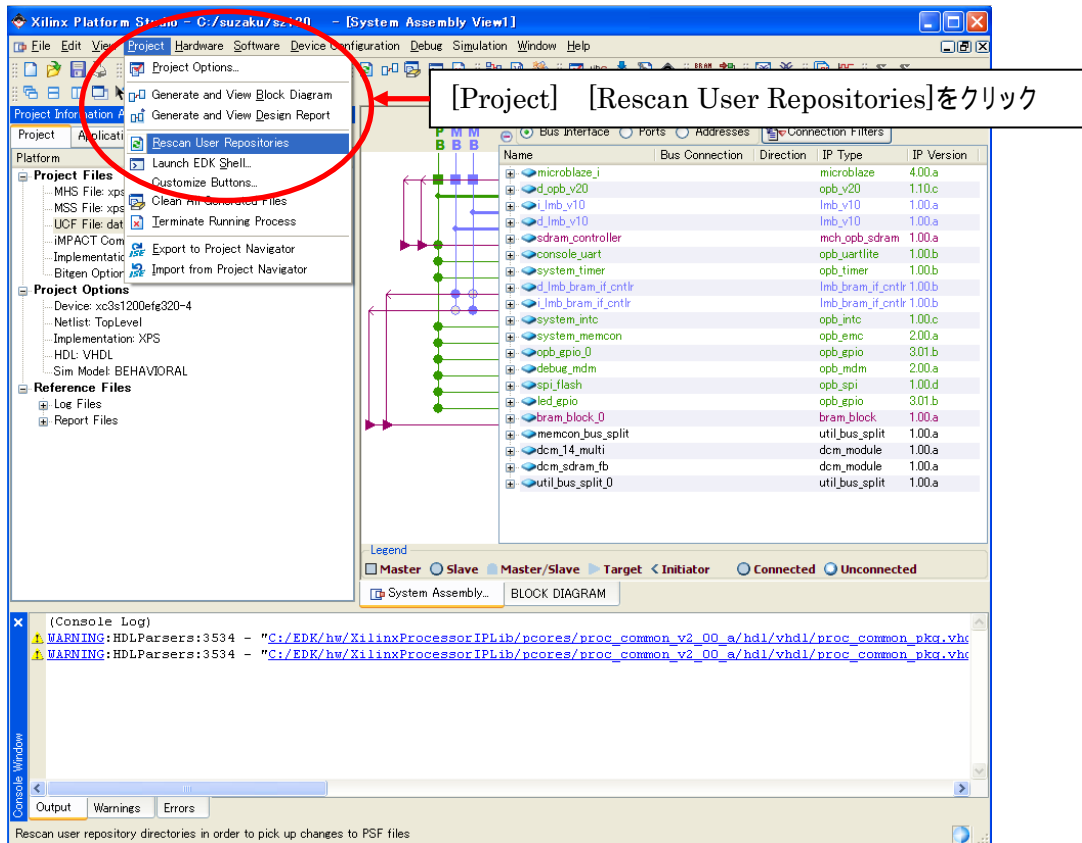 Xilinx Platform Studio - C:/suzaku/sz130 - [System Assembly View1]
File Edit View Project Hardware Software Device Configuration Debug Simulation Window Help
Project Options...
Generate and View Block Diagram
Generate and View Design Report
Rescan User Repositories
Launch EDK Shell...
Customize Buttons...
Clean All Generated Files
Terminate Running Process
Export to Project Navigator
Import from Project Navigator
[Project] [Rescan User Repositories]をクリック
Project Information A
Project Applicati
Platform
Project Files
MHS File: xps
MSS File: xps
UCF File: dat
iMPACT Com
Implementatio
Bitgen Option
Project Options
Device: xc3s1200efg320-4
Netlist: TopLevel
Implementation: XPS
HDL: VHDL
Sim Model: BEHAVIORAL
Reference Files
Log Files
Report Files
P M M
B B B
Bus Interface Ports Addresses Connection Filters
Name Bus Connection Direction IP Type IP Version
microblaze_i microblaze 4.00.a
d_opb_v20 opb_v20 1.10.c
i_lmb_v10 lmb_v10 1.00.a
d_lmb_v10 lmb_v10 1.00.a
sdram_controller mch_opb_sdram 1.00.a
console_uart opb_uartlite 1.00.b
system_timer opb_timer 1.00.b
d_lmb_bram_if_cntlr lmb_bram_if_cntlr 1.00.b
i_lmb_bram_if_cntlr lmb_bram_if_cntlr 1.00.b
system_intc opb_intc 1.00.c
system_memcon opb_emc 2.00.a
opb_gpio_0 opb_gpio 3.01.b
debug_mdm opb_mdm 2.00.a
spi_flash opb_spi 1.00.d
led_gpio opb_gpio 3.01.b
bram_block_0 bram_block 1.00.a
memcon_bus_split util_bus_split 1.00.a
dcm_14_multi dcm_module 1.00.a
dcm_sdram_fb dcm_module 1.00.a
util_bus_split_0 util_bus_split 1.00.a
Legend
Master Slave Master/Slave Target Initiator Connected Unconnected
System Assembly... BLOCK DIAGRAM
(Console Log)
WARNING:HDLParsers:3534 - "C:/EDK/hw/XilinxProcessorIPLib/pcores/proc_common_v2_00_a/hdl/vhdl/proc_common_pkg.vhd
WARNING:HDLParsers:3534 - "C:/EDK/hw/XilinxProcessorIPLib/pcores/proc_common_v2_00_a/hdl/vhdl/proc_common_pkg.vhd
Console Window
Output Warnings Errors
Rescan user repository directories in order to pick up changes to PSF files